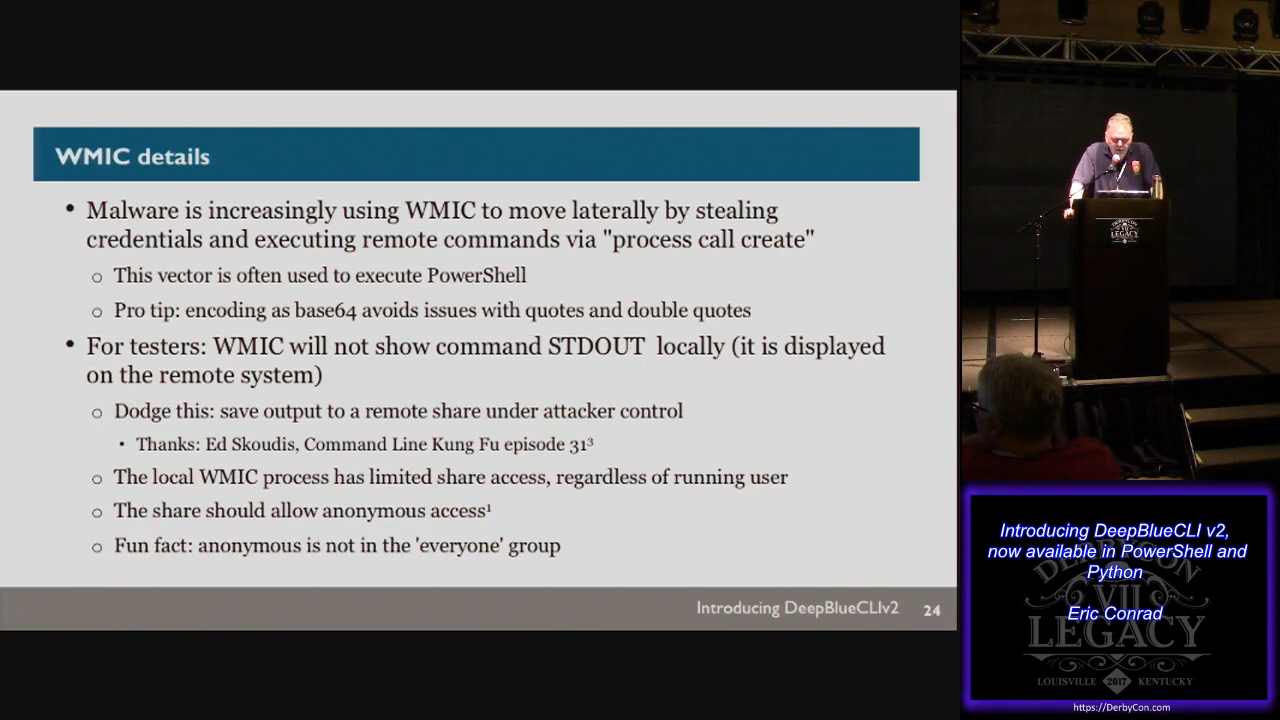 WMIC details
• Malware is increasingly using WMIC to move laterally by stealing
credentials and executing remote commands via "process call create"
o This vector is often used to execute PowerShell
o Pro tip: encoding as base64 avoids issues with quotes and double quotes
• For testers: WMIC will not show command STDOUT locally (it is displayed
on the remote system)
o Dodge this: save output to a remote share under attacker control
• Thanks: Ed Skoudis, Command Line Kung Fu episode 31³
o The local WMIC process has limited share access, regardless of running user
o The share should allow anonymous access¹
o Fun fact: anonymous is not in the 'everyone' group
Introducing DeepBlueCLIv2 24
DERBYCON
LEGACY
Introducing DeepBlueCLI v2,
now available in PowerShell and
Python
Eric Conrad
DERBYCON
VII
LEGACY
LOUISVILLE 2017 KENTUCKY
https://DerbyCon.com